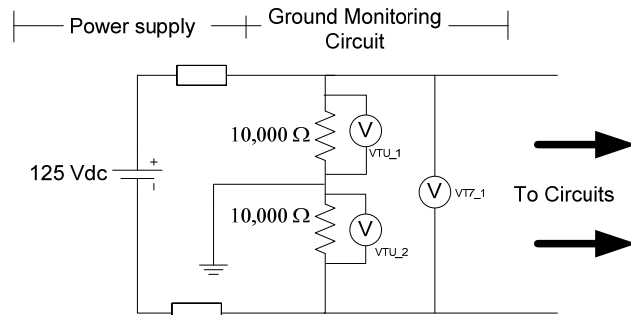 Power supply
Ground Monitoring
Circuit
10,000 Ω
V
VTU_1
125 Vdc
+
-
V
VT7_1
To Circuits
10,000 Ω
V
VTU_2